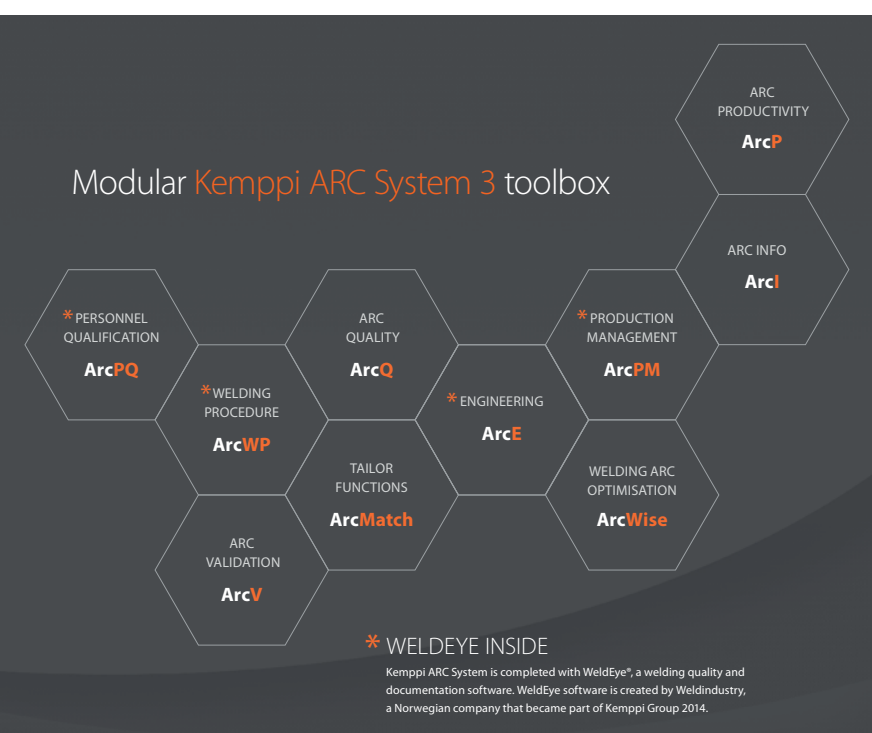 ARC
PRODUCTIVITY
ArcP
Modular Kemppi ARC System 3 toolbox
ARC INFO
ArcI
*PERSONNEL
QUALIFICATION
ArcPQ
ARC
QUALITY
ArcQ
*PRODUCTION
MANAGEMENT
ArcPM
*WELDING
PROCEDURE
ArcWP
*ENGINEERING
ArcE
TAILOR
FUNCTIONS
ArcMatch
WELDING ARC
OPTIMISATION
ArcWise
ARC
VALIDATION
ArcV
* WELDEYE INSIDE
Kemppi ARC System is completed with WeldEye®, a welding quality and
documentation software. WeldEye software is created by Weldindustry,
a Norwegian company that became part of Kemppi Group 2014.